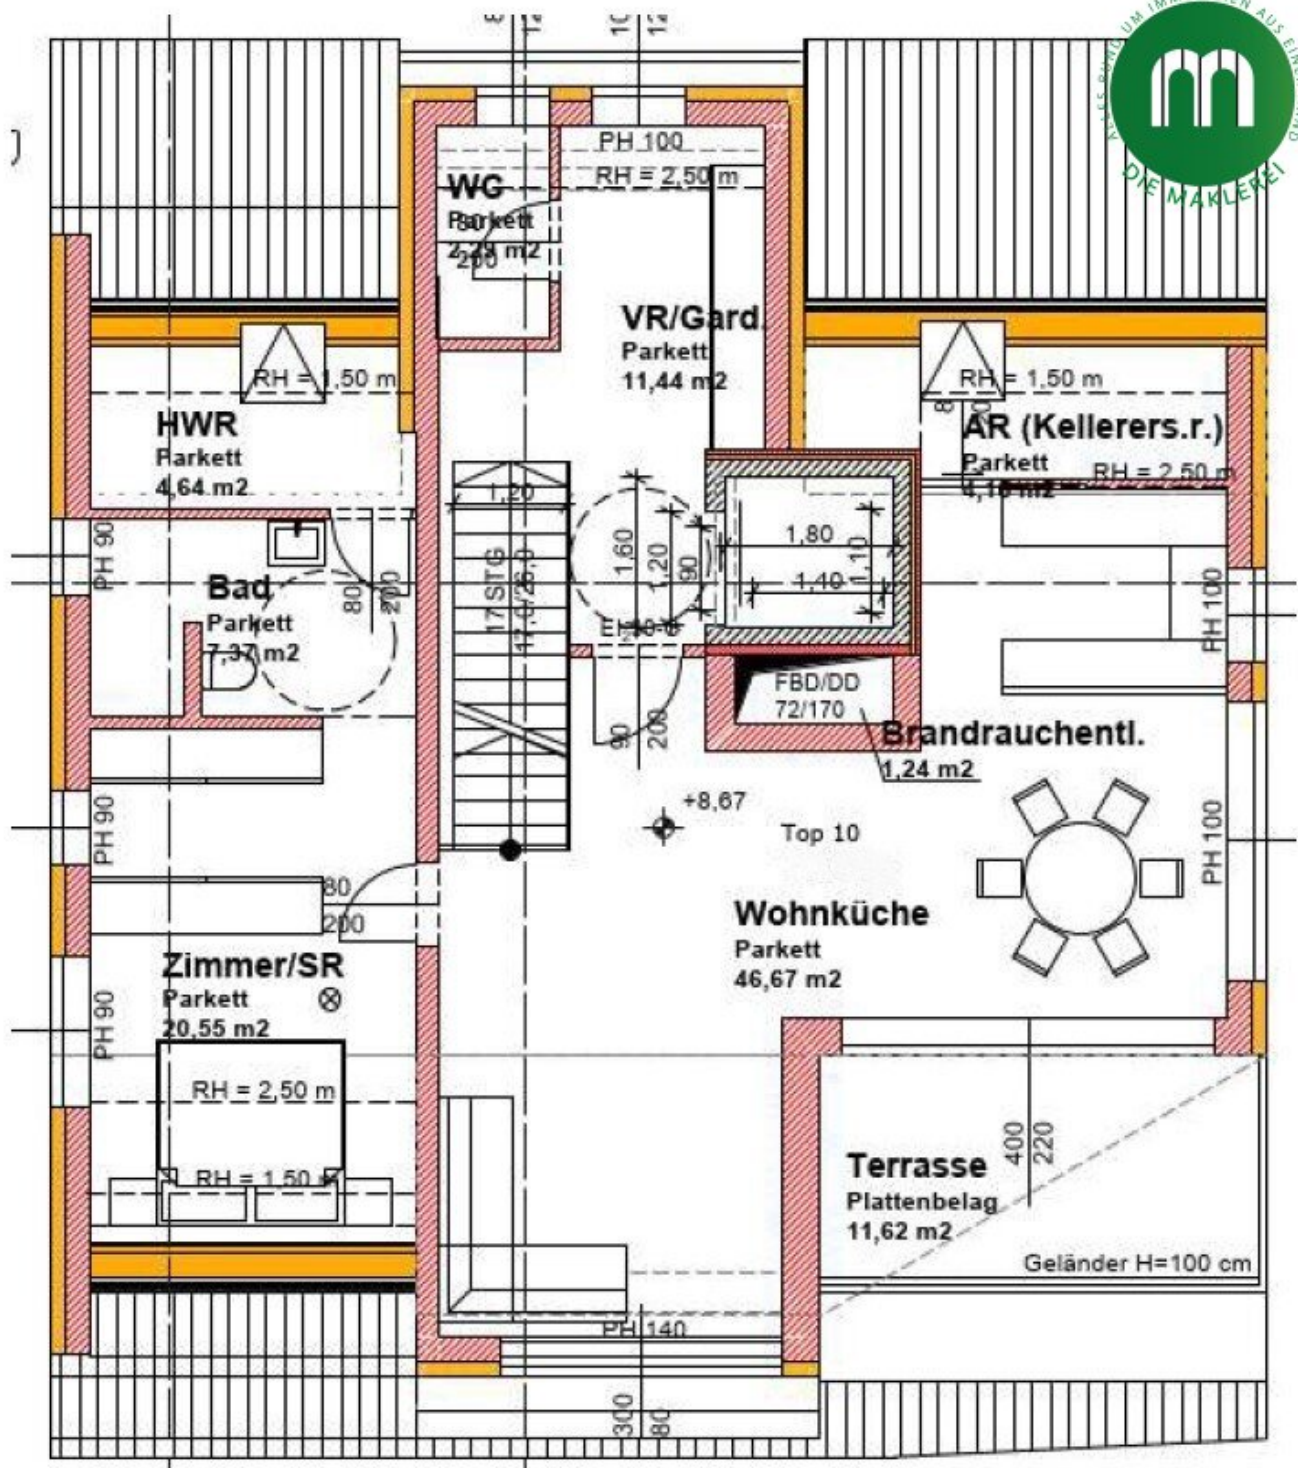 DIE MAKLEREI
PH 100
RH = 2,50 m
WC
Parkett
80
200
2,29 m2
VR/Gard.
Parkett
11,44 m2
RH = 1,50 m
HWR
Parkett
4,64 m2
RH = 1,50 m
AR (Kellerers.r.)
Parkett
RH = 2,50 m
1,20
17 STG
1,60
1,20
90
1,80
1,40
1,10
PH 90
Bad
Parkett
7,37 m2
80
200
PH 100
FBD/DD
72/170
90
200
Brandrauchentl.
1,24 m2
+8,67
Top 10
PH 90
PH 100
80
200
Wohnküche
Parkett
46,67 m2
Zimmer/SR
Parkett
20,55 m2
PH 90
RH = 2,50 m
RH = 1,50 m
400
220
Terrasse
Plattenbelag
11,62 m2
Geländer H=100 cm
PH 140
300
80